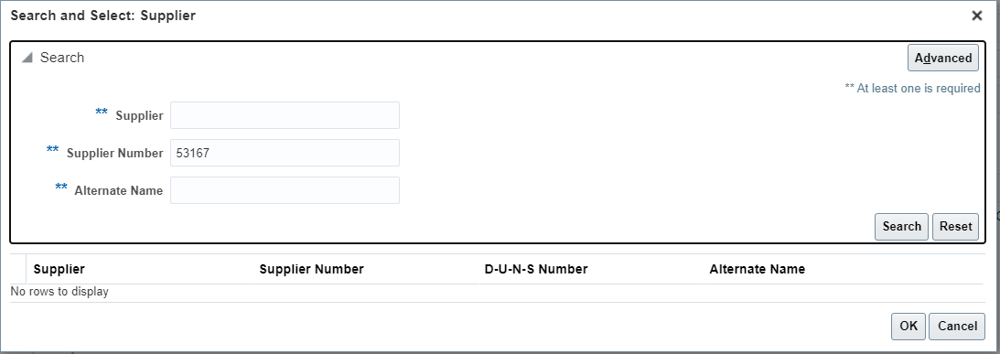 Search and Select: Supplier
Search
Advanced
** At least one is required
** Supplier
** Supplier Number 53167
** Alternate Name
Search Reset
Supplier Supplier Number D-U-N-S Number Alternate Name
No rows to display
OK Cancel